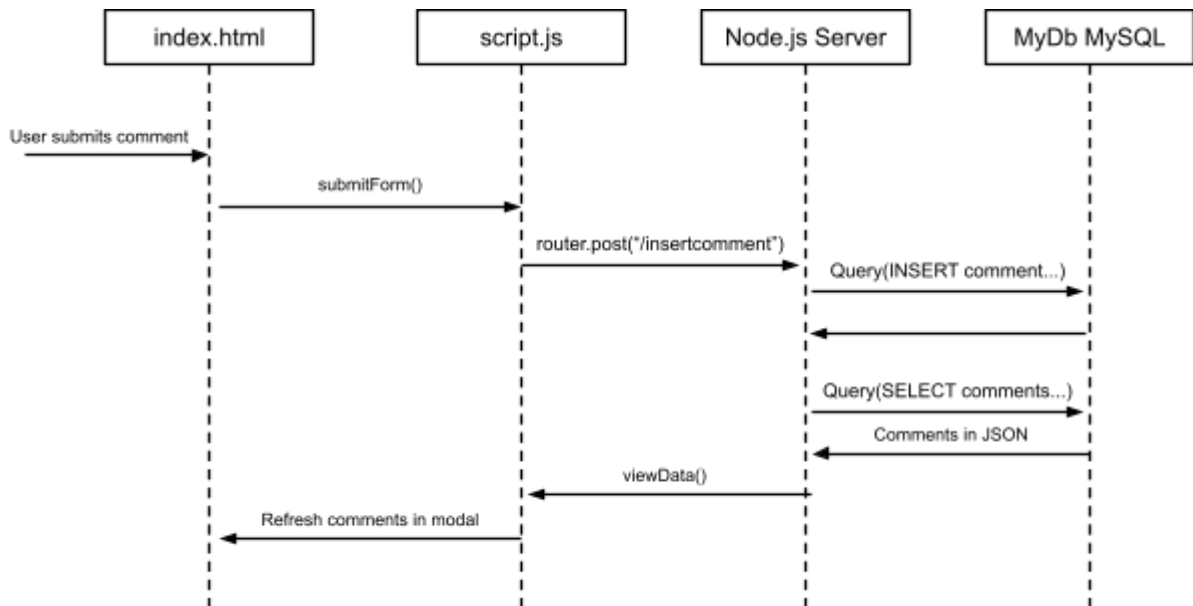 index.html
script.js
Node.js Server
MyDb MySQL
User submits comment
submitForm()
router.post(“/insertcomment”)
Query(INSERT comment...)
Query(SELECT comments...)
Comments in JSON
viewData()
Refresh comments in modal